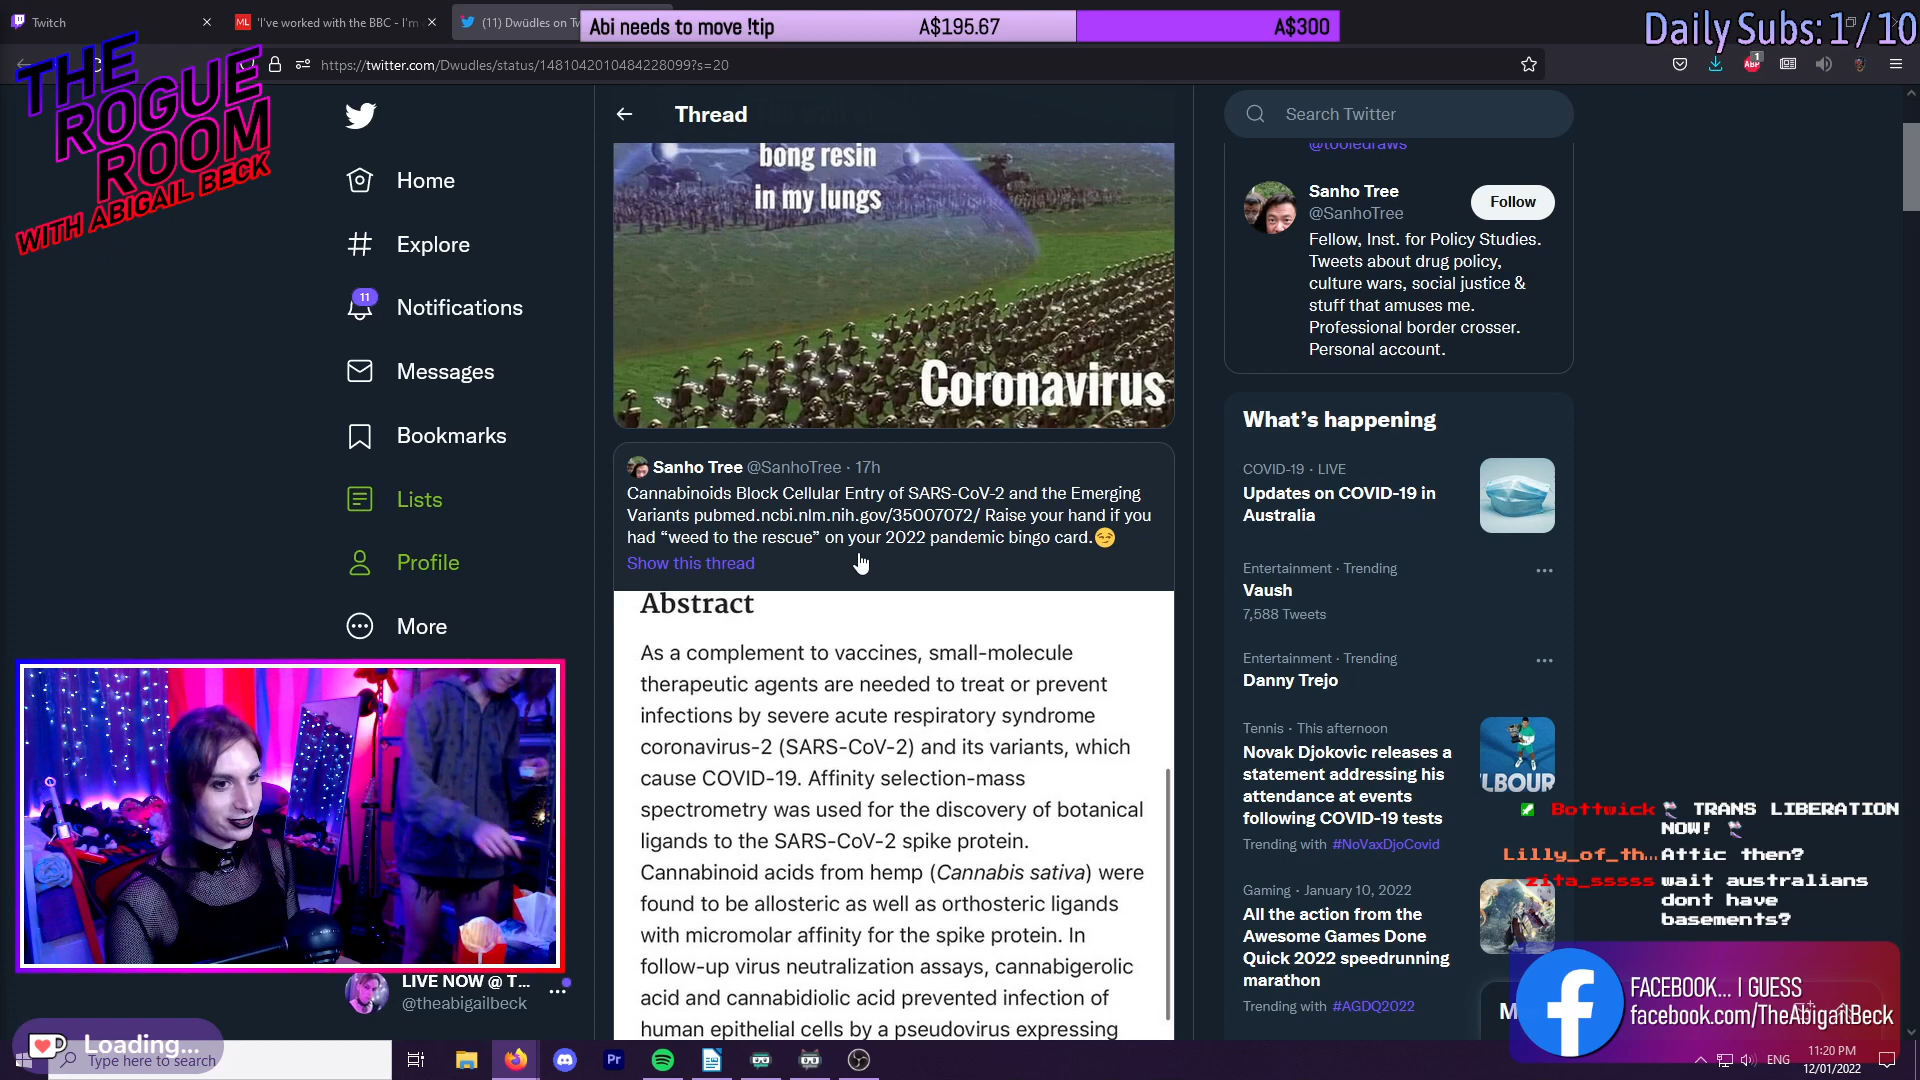 Twitch
'I've worked with the BBC - I'm
(11) Dwüdles on Tw
Abi needs to move !tip
A$195.67
A$300
Daily Subs: 1/10
https://twitter.com/Dwudles/status/1481042010484228099?s=20
THE
ROGUE
ROOM
WITH ABIGAIL BECK
Home
Explore
11
Notifications
Messages
Bookmarks
Lists
Profile
More
Thread
bong resin
in my lungs
Coronavirus
Sanho Tree @SanhoTree · 17h
Cannabinoids Block Cellular Entry of SARS-CoV-2 and the Emerging
Variants pubmed.ncbi.nlm.nih.gov/35007072/ Raise your hand if you
had “weed to the rescue” on your 2022 pandemic bingo card.😏
Show this thread
Abstract
As a complement to vaccines, small-molecule
therapeutic agents are needed to treat or prevent
infections by severe acute respiratory syndrome
coronavirus-2 (SARS-CoV-2) and its variants, which
cause COVID-19. Affinity selection-mass
spectrometry was used for the discovery of botanical
ligands to the SARS-CoV-2 spike protein.
Cannabinoid acids from hemp (Cannabis sativa) were
found to be allosteric as well as orthosteric ligands
with micromolar affinity for the spike protein. In
follow-up virus neutralization assays, cannabigerolic
acid and cannabidiolic acid prevented infection of
human epithelial cells by a pseudovirus expressing
Search Twitter
@tooledraws
Sanho Tree
@SanhoTree
Follow
Fellow, Inst. for Policy Studies.
Tweets about drug policy,
culture wars, social justice &
stuff that amuses me.
Professional border crosser.
Personal account.
What's happening
COVID-19 · LIVE
Updates on COVID-19 in
Australia
Entertainment · Trending
Vaush
7,588 Tweets
Entertainment · Trending
Danny Trejo
Tennis · This afternoon
Novak Djokovic releases a
statement addressing his
attendance at events
following COVID-19 tests
Trending with #NoVaxDjoCovid
Gaming · January 10, 2022
All the action from the
Awesome Games Done
Quick 2022 speedrunning
marathon
Trending with #AGDQ2022
Bottwick TRANS LIBERATION
NOW!
Lilly_of_th... Attic then?
zita_sssss wait australians
dont have
basements?
FACEBOOK... I GUESS
facebook.com/TheAbigailBeck
LIVE NOW @ T...
@theabigailbeck
Loading...
Type here to search
ENG
11:20 PM
12/01/2022